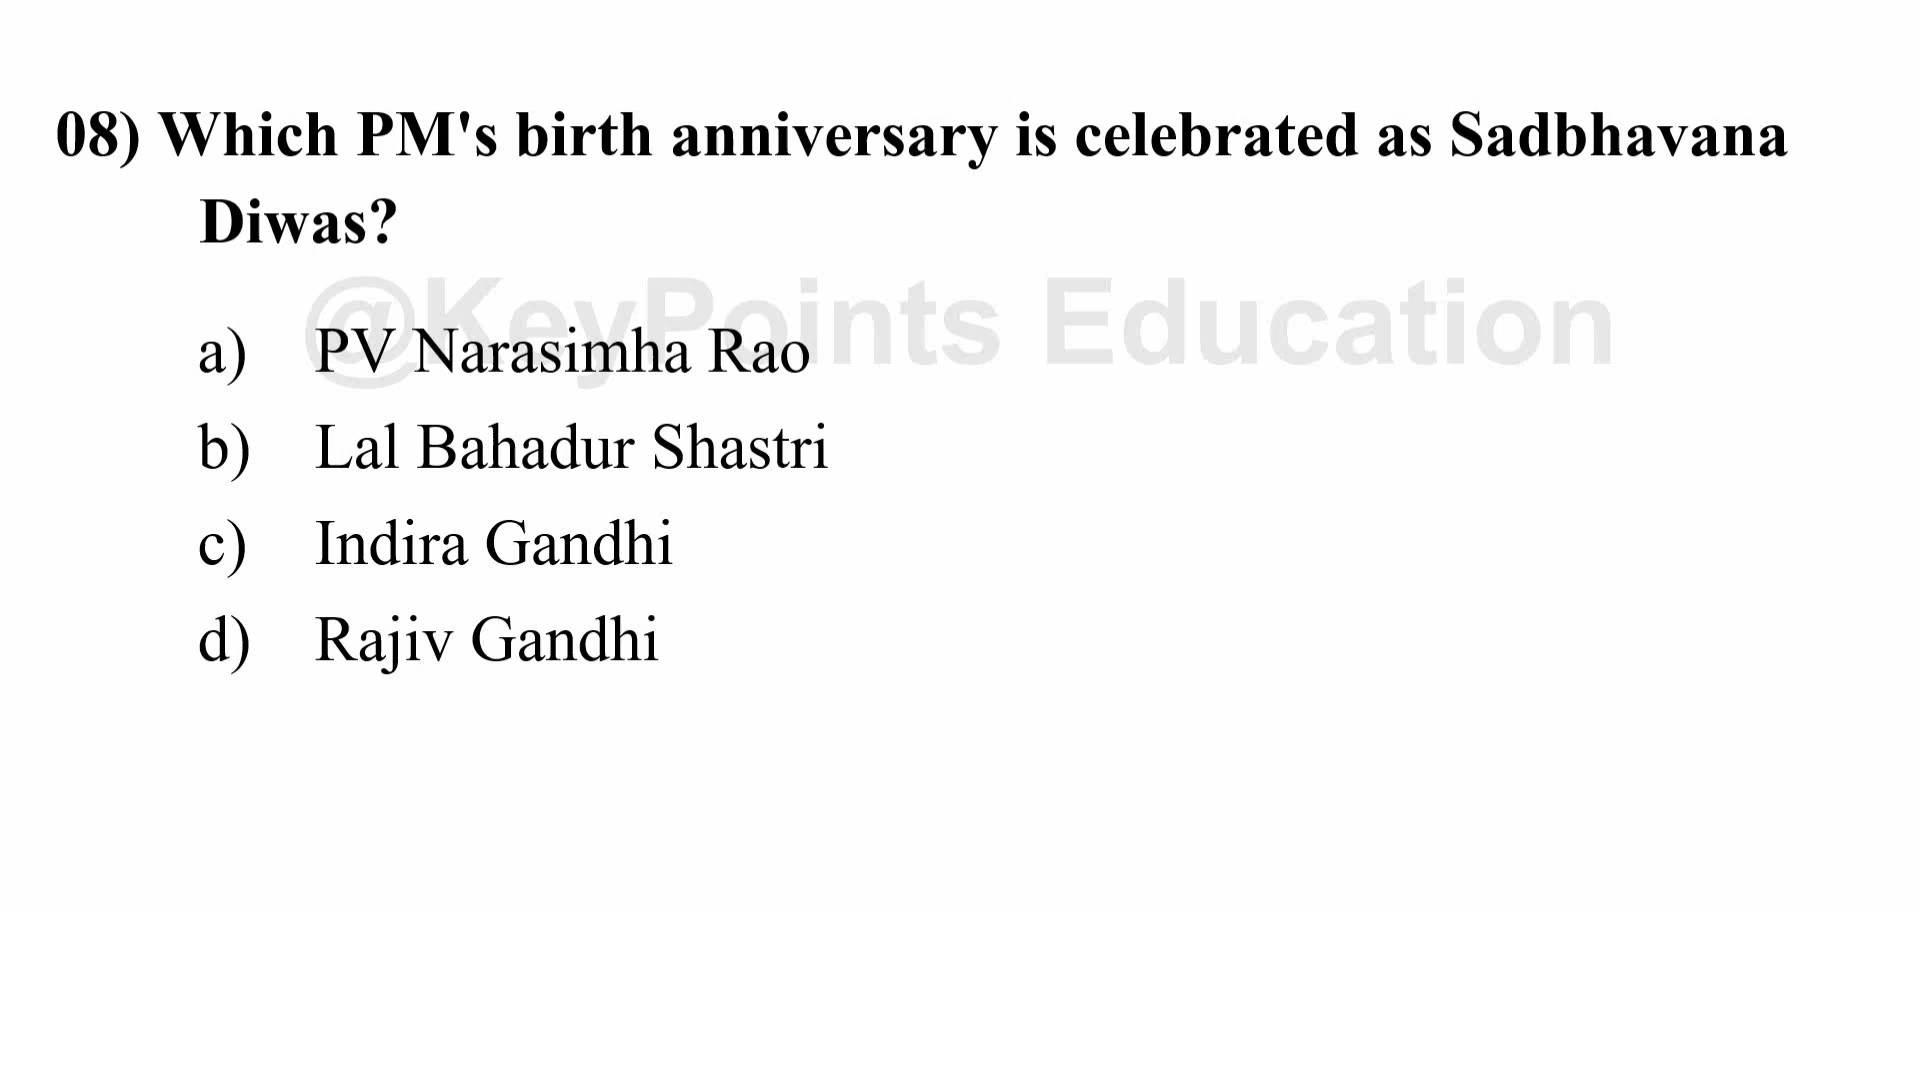 08) Which PM's birth anniversary is celebrated as Sadbhavana
Diwas?
@KeyPoints Education
a) PV Narasimha Rao
b) Lal Bahadur Shastri
c) Indira Gandhi
d) Rajiv Gandhi